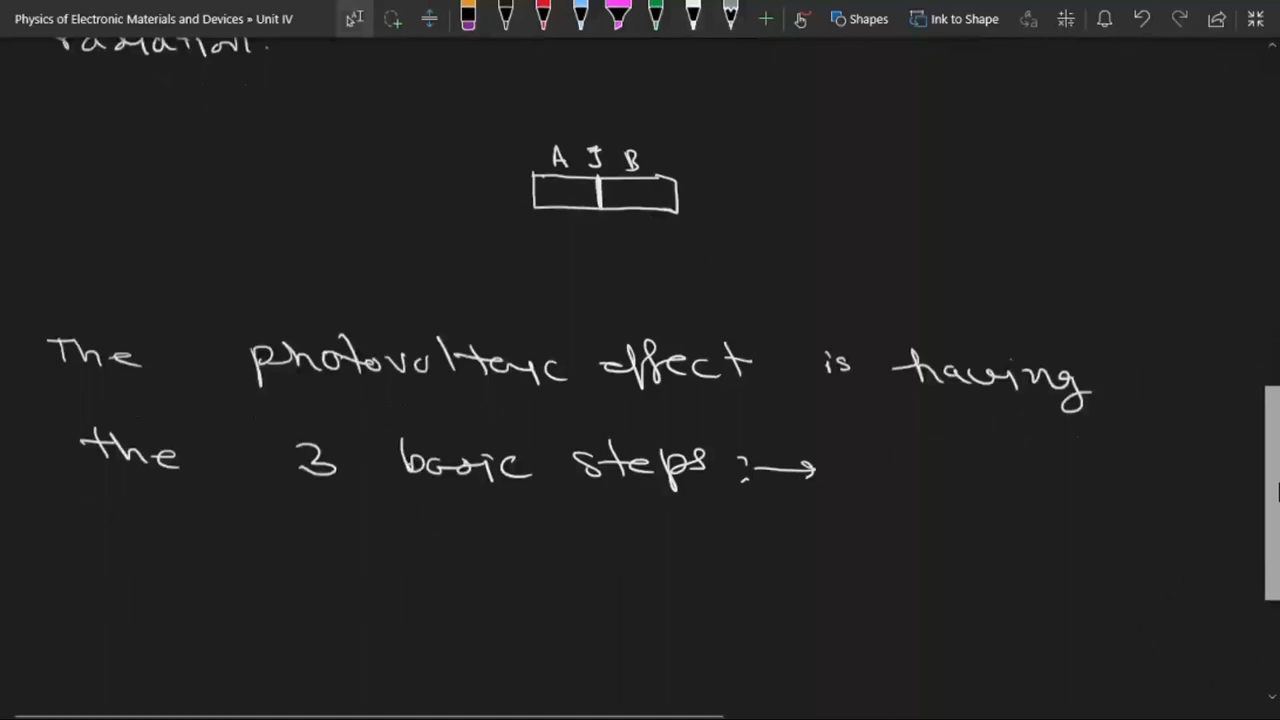 Physics of Electronic Materials and Devices » Unit IV
Shapes
Ink to Shape
radiation.
A J B
The photovoltaic effect is having
the 3 basic steps :→